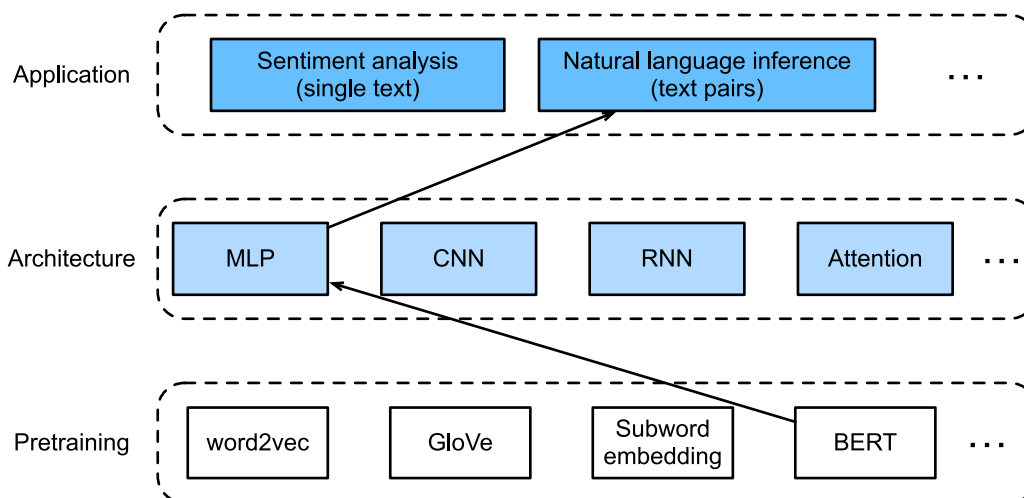 Application
Sentiment analysis
(single text)
Natural language inference
(text pairs)
...
Architecture
MLP
CNN
RNN
Attention
...
Pretraining
word2vec
GloVe
Subword
embedding
BERT
...